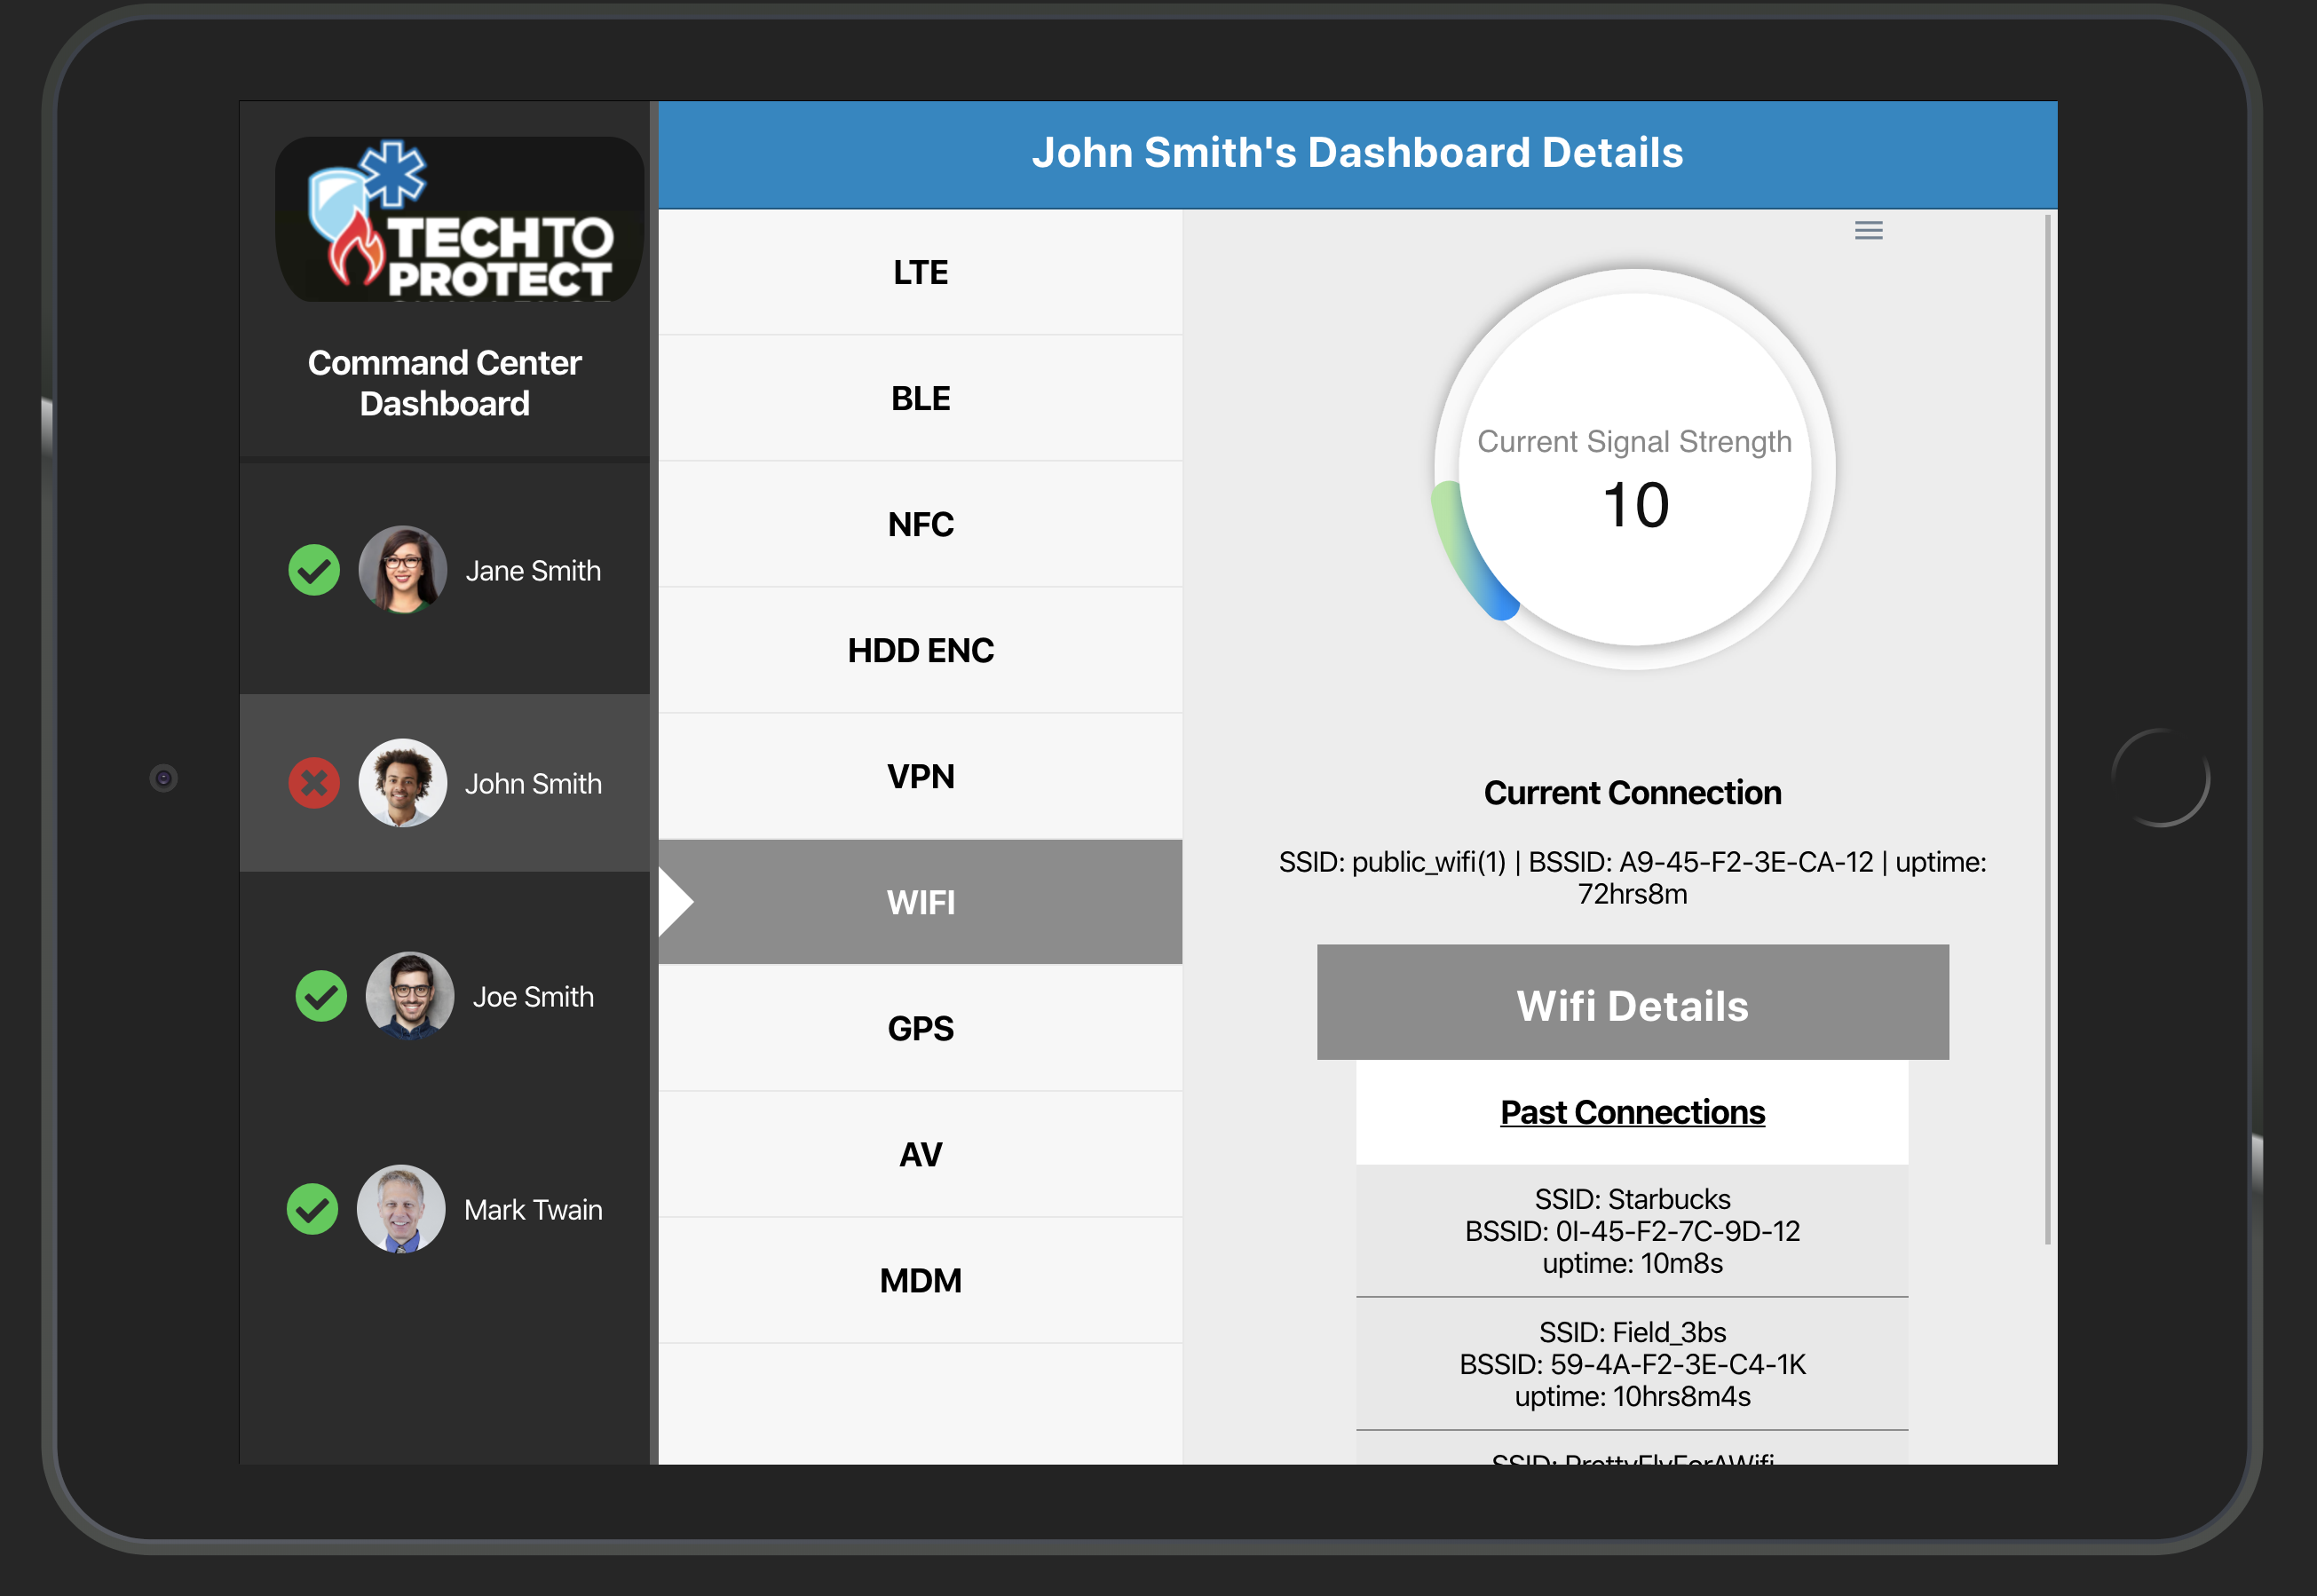 TECHTO
PROTECT
Command Center
Dashboard
Jane Smith
John Smith
Joe Smith
Mark Twain
John Smith's Dashboard Details
LTE
BLE
NFC
HDD ENC
VPN
WIFI
GPS
AV
MDM
Current Signal Strength
10
Current Connection
SSID: public_wifi(1) | BSSID: A9-45-F2-3E-CA-12 | uptime:
72hrs8m
Wifi Details
Past Connections
SSID: Starbucks
BSSID: 0I-45-F2-7C-9D-12
uptime: 10m8s
SSID: Field_3bs
BSSID: 59-4A-F2-3E-C4-1K
uptime: 10hrs8m4s
SSID: PrettyFlyForAWifi